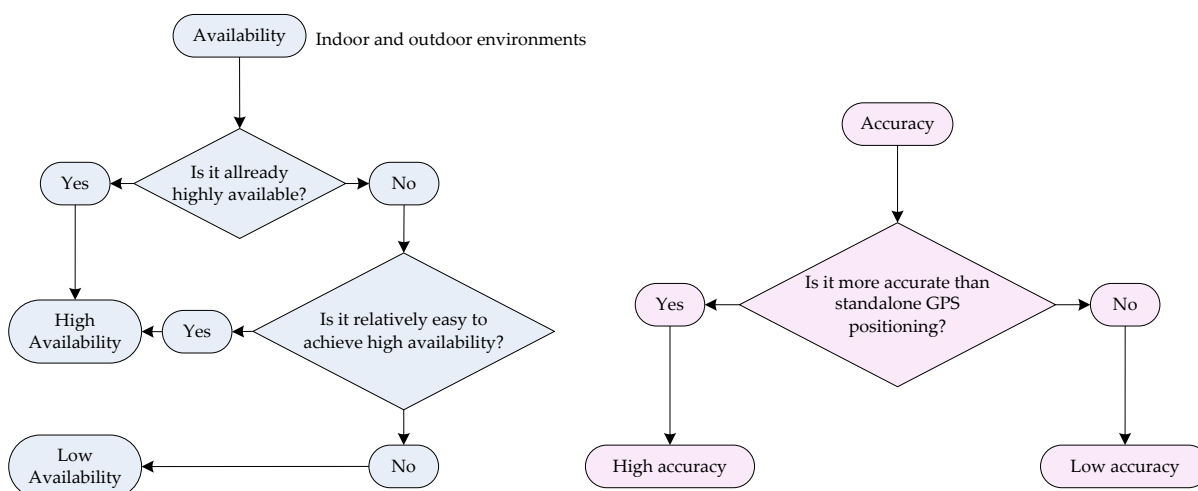 Availability
Indoor and outdoor environments
Is it allready
highly available?
Yes
No
High
Availability
Yes
Is it relatively easy to
achieve high availability?
Low
Availability
No
Accuracy
Is it more accurate than
standalone GPS
positioning?
Yes
No
High accuracy
Low accuracy